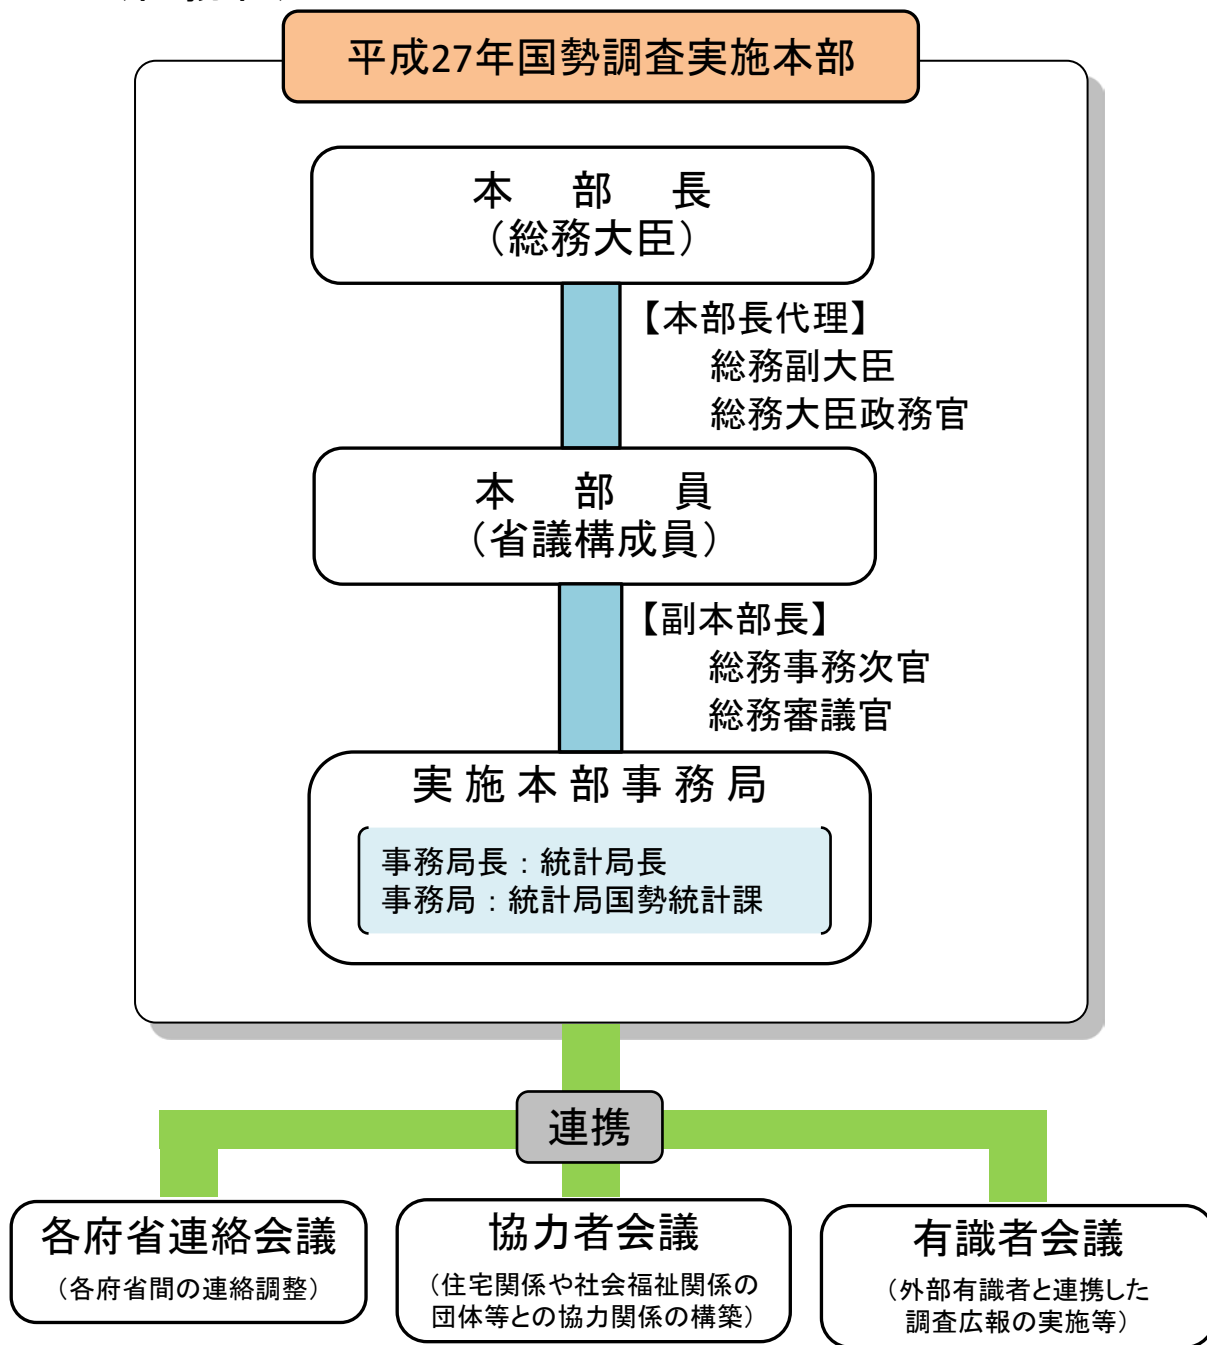 平成27年国勢調査実施本部
本　部　長
（総務大臣）
【本部長代理】
総務副大臣
総務大臣政務官
本　部　員
（省議構成員）
【副本部長】
総務事務次官
総務審議官
実施本部事務局
事務局長：統計局長
事務局：統計局国勢統計課
連携
各府省連絡会議
（各府省間の連絡調整）
協力者会議
（住宅関係や社会福祉関係の
団体等との協力関係の構築）
有識者会議
（外部有識者と連携した
調査広報の実施等）